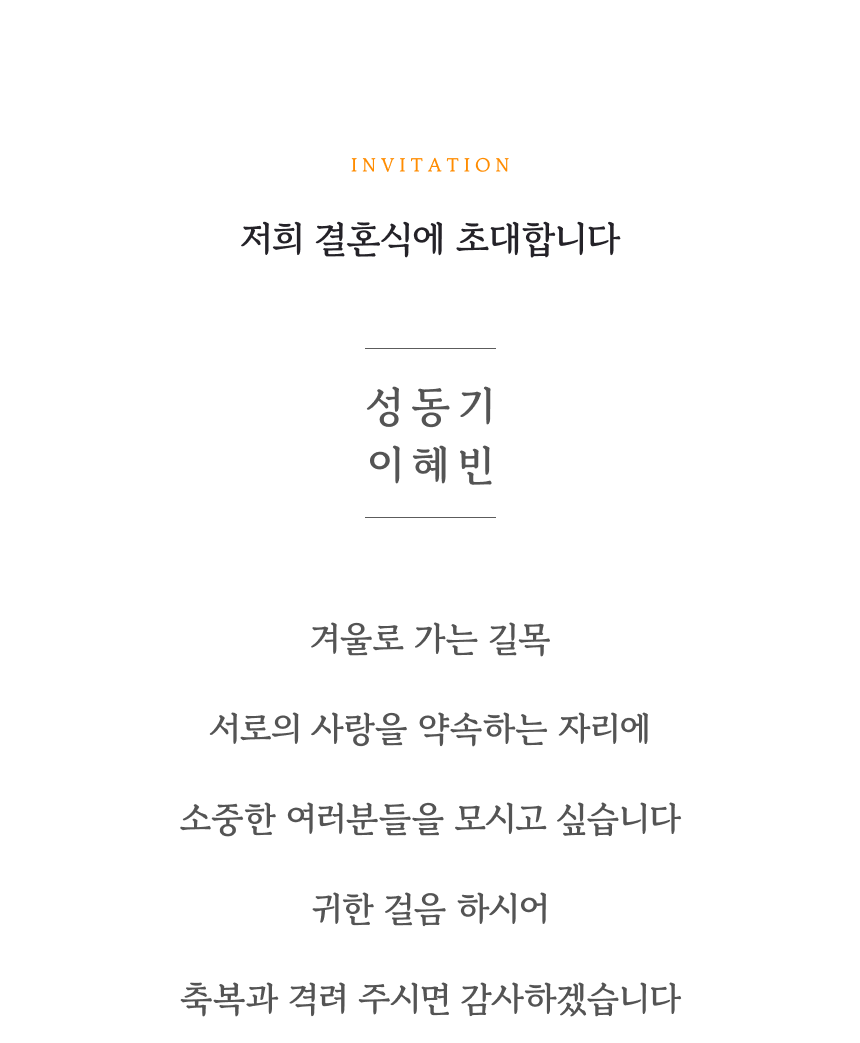 INVITATION
저희 결혼식에 초대합니다
성동기
이혜빈
겨울로 가는 길목
서로의 사랑을 약속하는 자리에
소중한 여러분들을 모시고 싶습니다
귀한 걸음 하시어
축복과 격려 주시면 감사하겠습니다